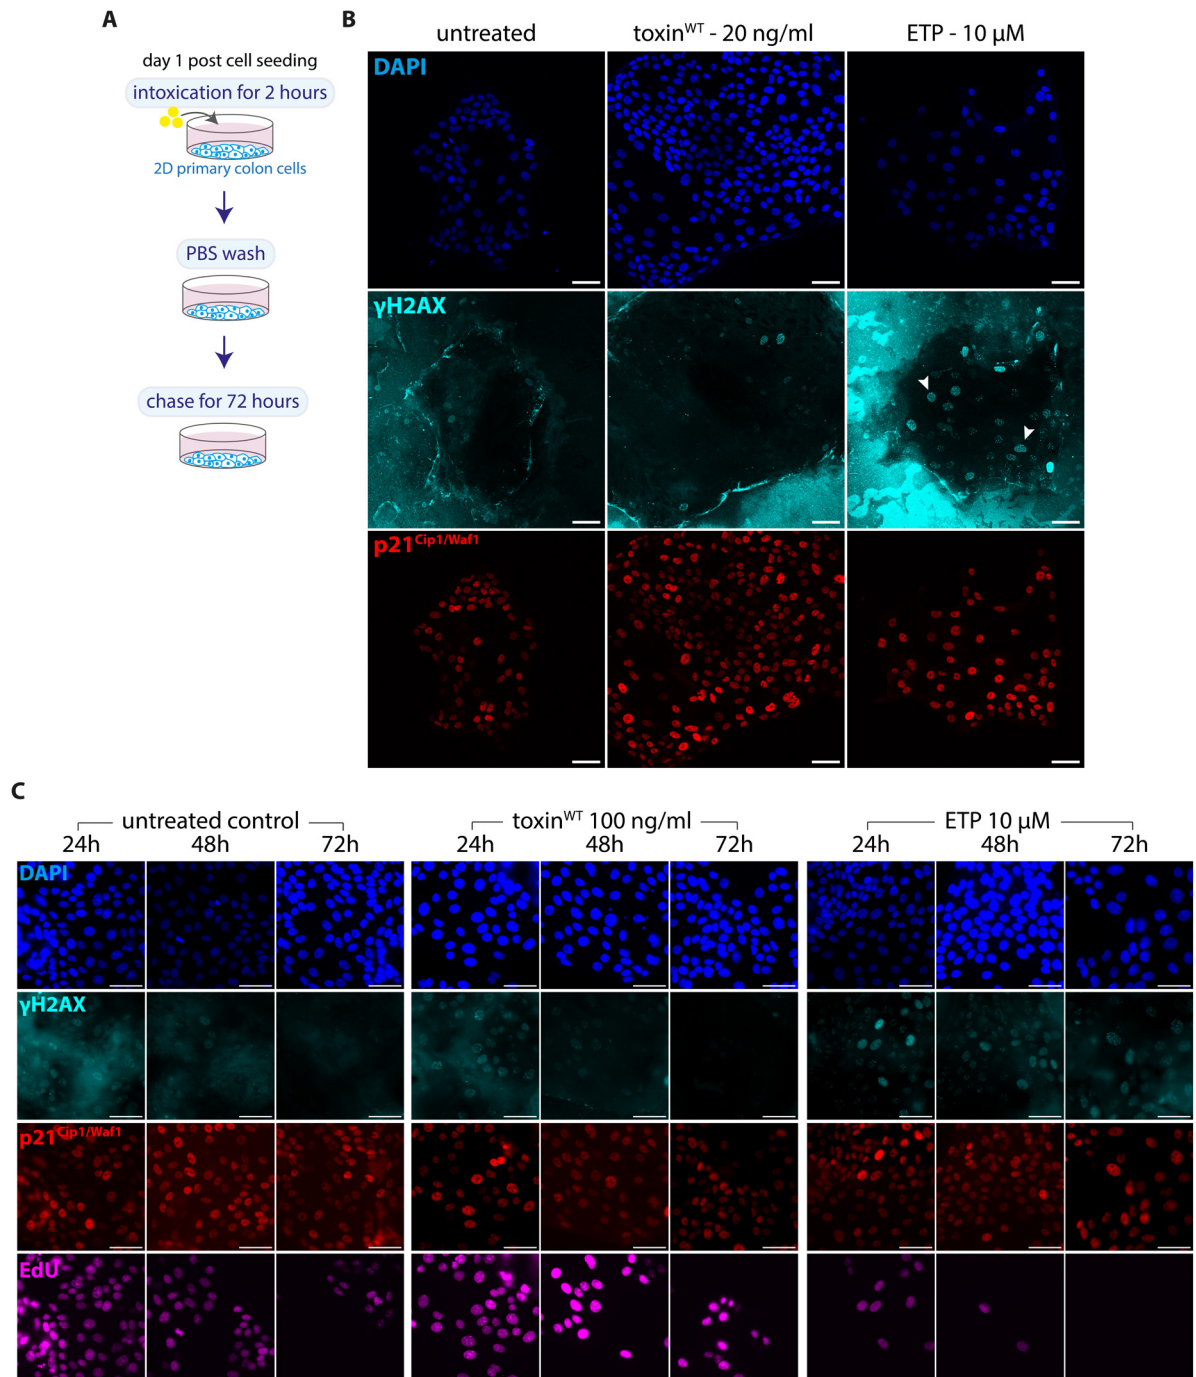 A
day 1 post cell seeding
intoxication for 2 hours
2D primary colon cells
PBS wash
chase for 72 hours
B
untreated toxinWT - 20 ng/ml ETP - 10 µM
DAPI
γH2AX
p21Cip1/Waf1
C
untreated control toxinWT 100 ng/ml ETP 10 µM
24h 48h 72h 24h 48h 72h 24h 48h 72h
DAPI
γH2AX
p21Cip1/Waf1
EdU